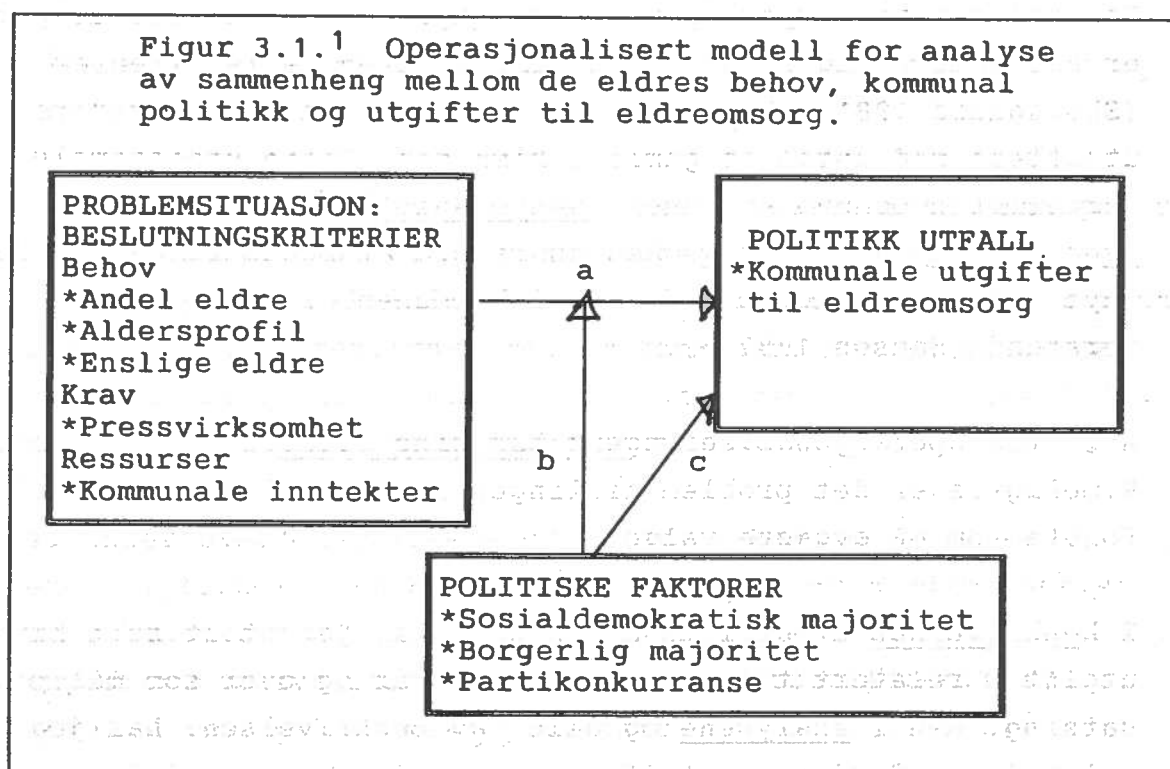 Figur 3.1.¹ Operasjonalisert modell for analyse
av sammenheng mellom de eldres behov, kommunal
politikk og utgifter til eldreomsorg.
PROBLEMSITUASJON:
BESLUTNINGSKRITERIER
Behov
*Andel eldre
*Aldersprofil
*Enslige eldre
Krav
*Pressvirksomhet
Ressurser
*Kommunale inntekter
a
POLITIKK UTFALL
*Kommunale utgifter
til eldreomsorg
b
c
POLITISKE FAKTORER
*Sosialdemokratisk majoritet
*Borgerlig majoritet
*Partikonkurranse